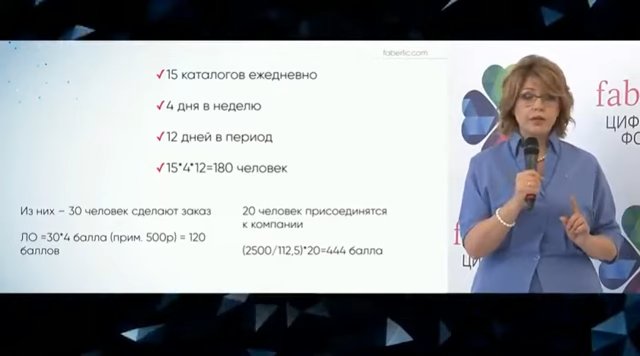 faberlic.com
✓15 каталогов ежедневно
✓4 дня в неделю
✓12 дней в период
✓15*4*12=180 человек
Из них – 30 человек сделают заказ
ЛО =30*4 балла (прим. 500р) = 120
баллов
20 человек присоединятся
к компании
(2500/112,5)*20=444 балла
fab
ЦИФ
ФО